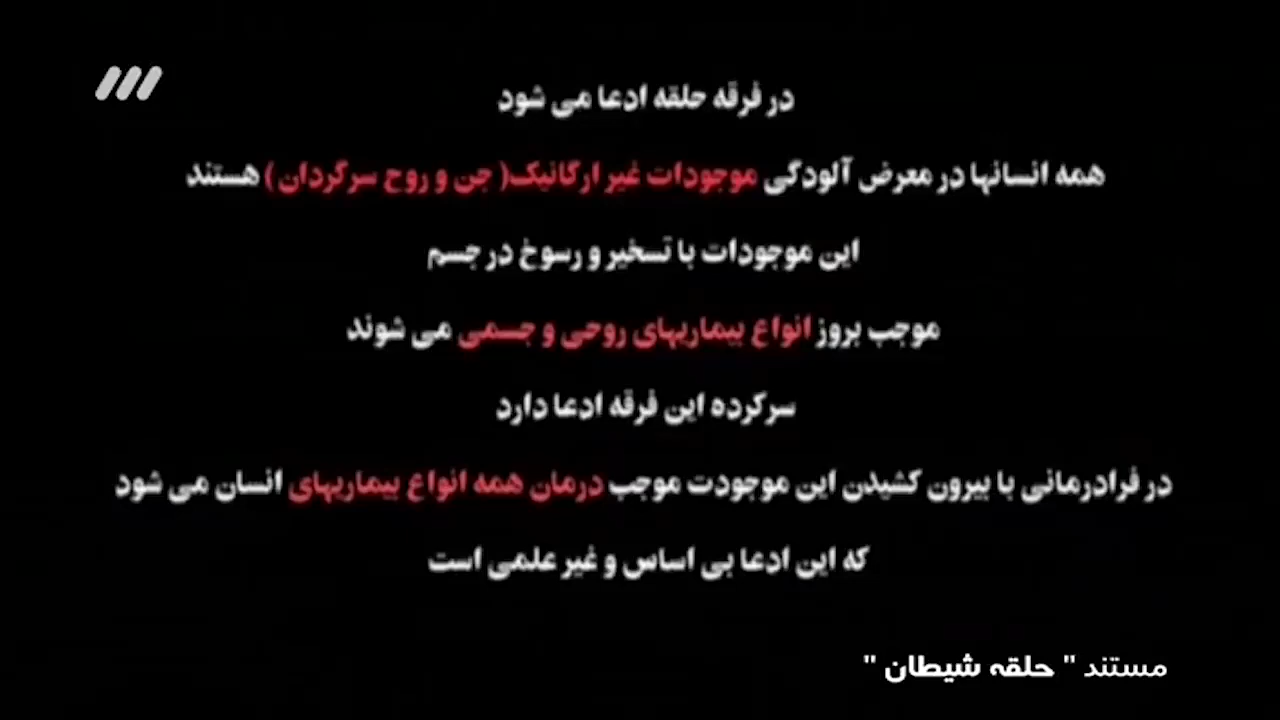 در فرقه حلقه ادعا می شود
همه انسانها در معرض آلودگی موجودات غیر ارگانیک( جن و روح سرگردان ) هستند
این موجودات با تسخیر و رسوخ در جسم
موجب بروز انواع بیماریهای روحی و جسمی می شوند
سرکرده این فرقه ادعا دارد
در فرادرمانی با بیرون کشیدن این موجودت موجب درمان همه انواع بیماریهای انسان می شود
که این ادعا بی اساس و غیر علمی است
مستند " حلقه شیطان "